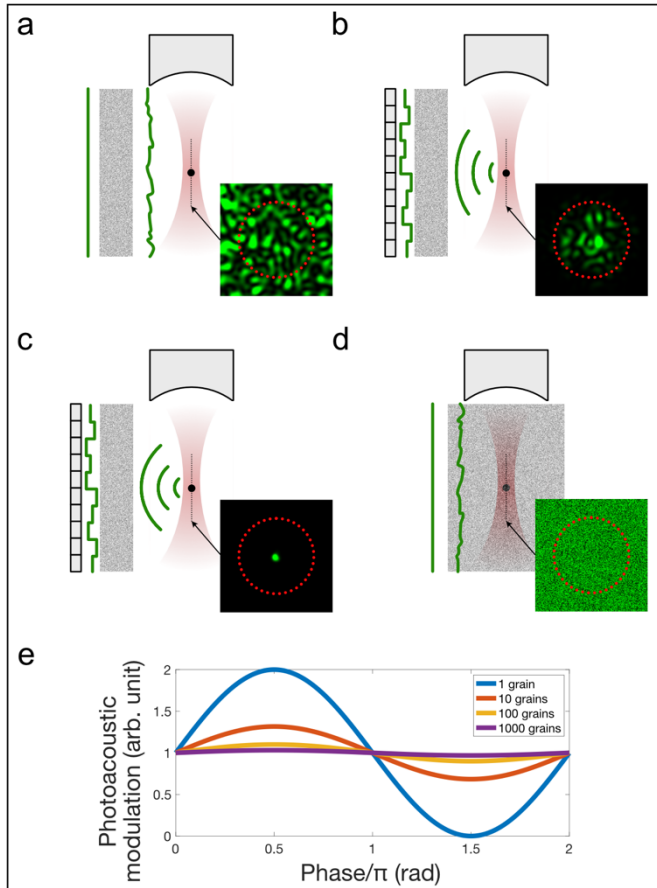 a
b
c
d
e
Photoacoustic
modulation (arb. unit)
2
1.5
1
0.5
0
1 grain
10 grains
100 grains
1000 grains
0
0.5
1
1.5
2
Phase/π (rad)